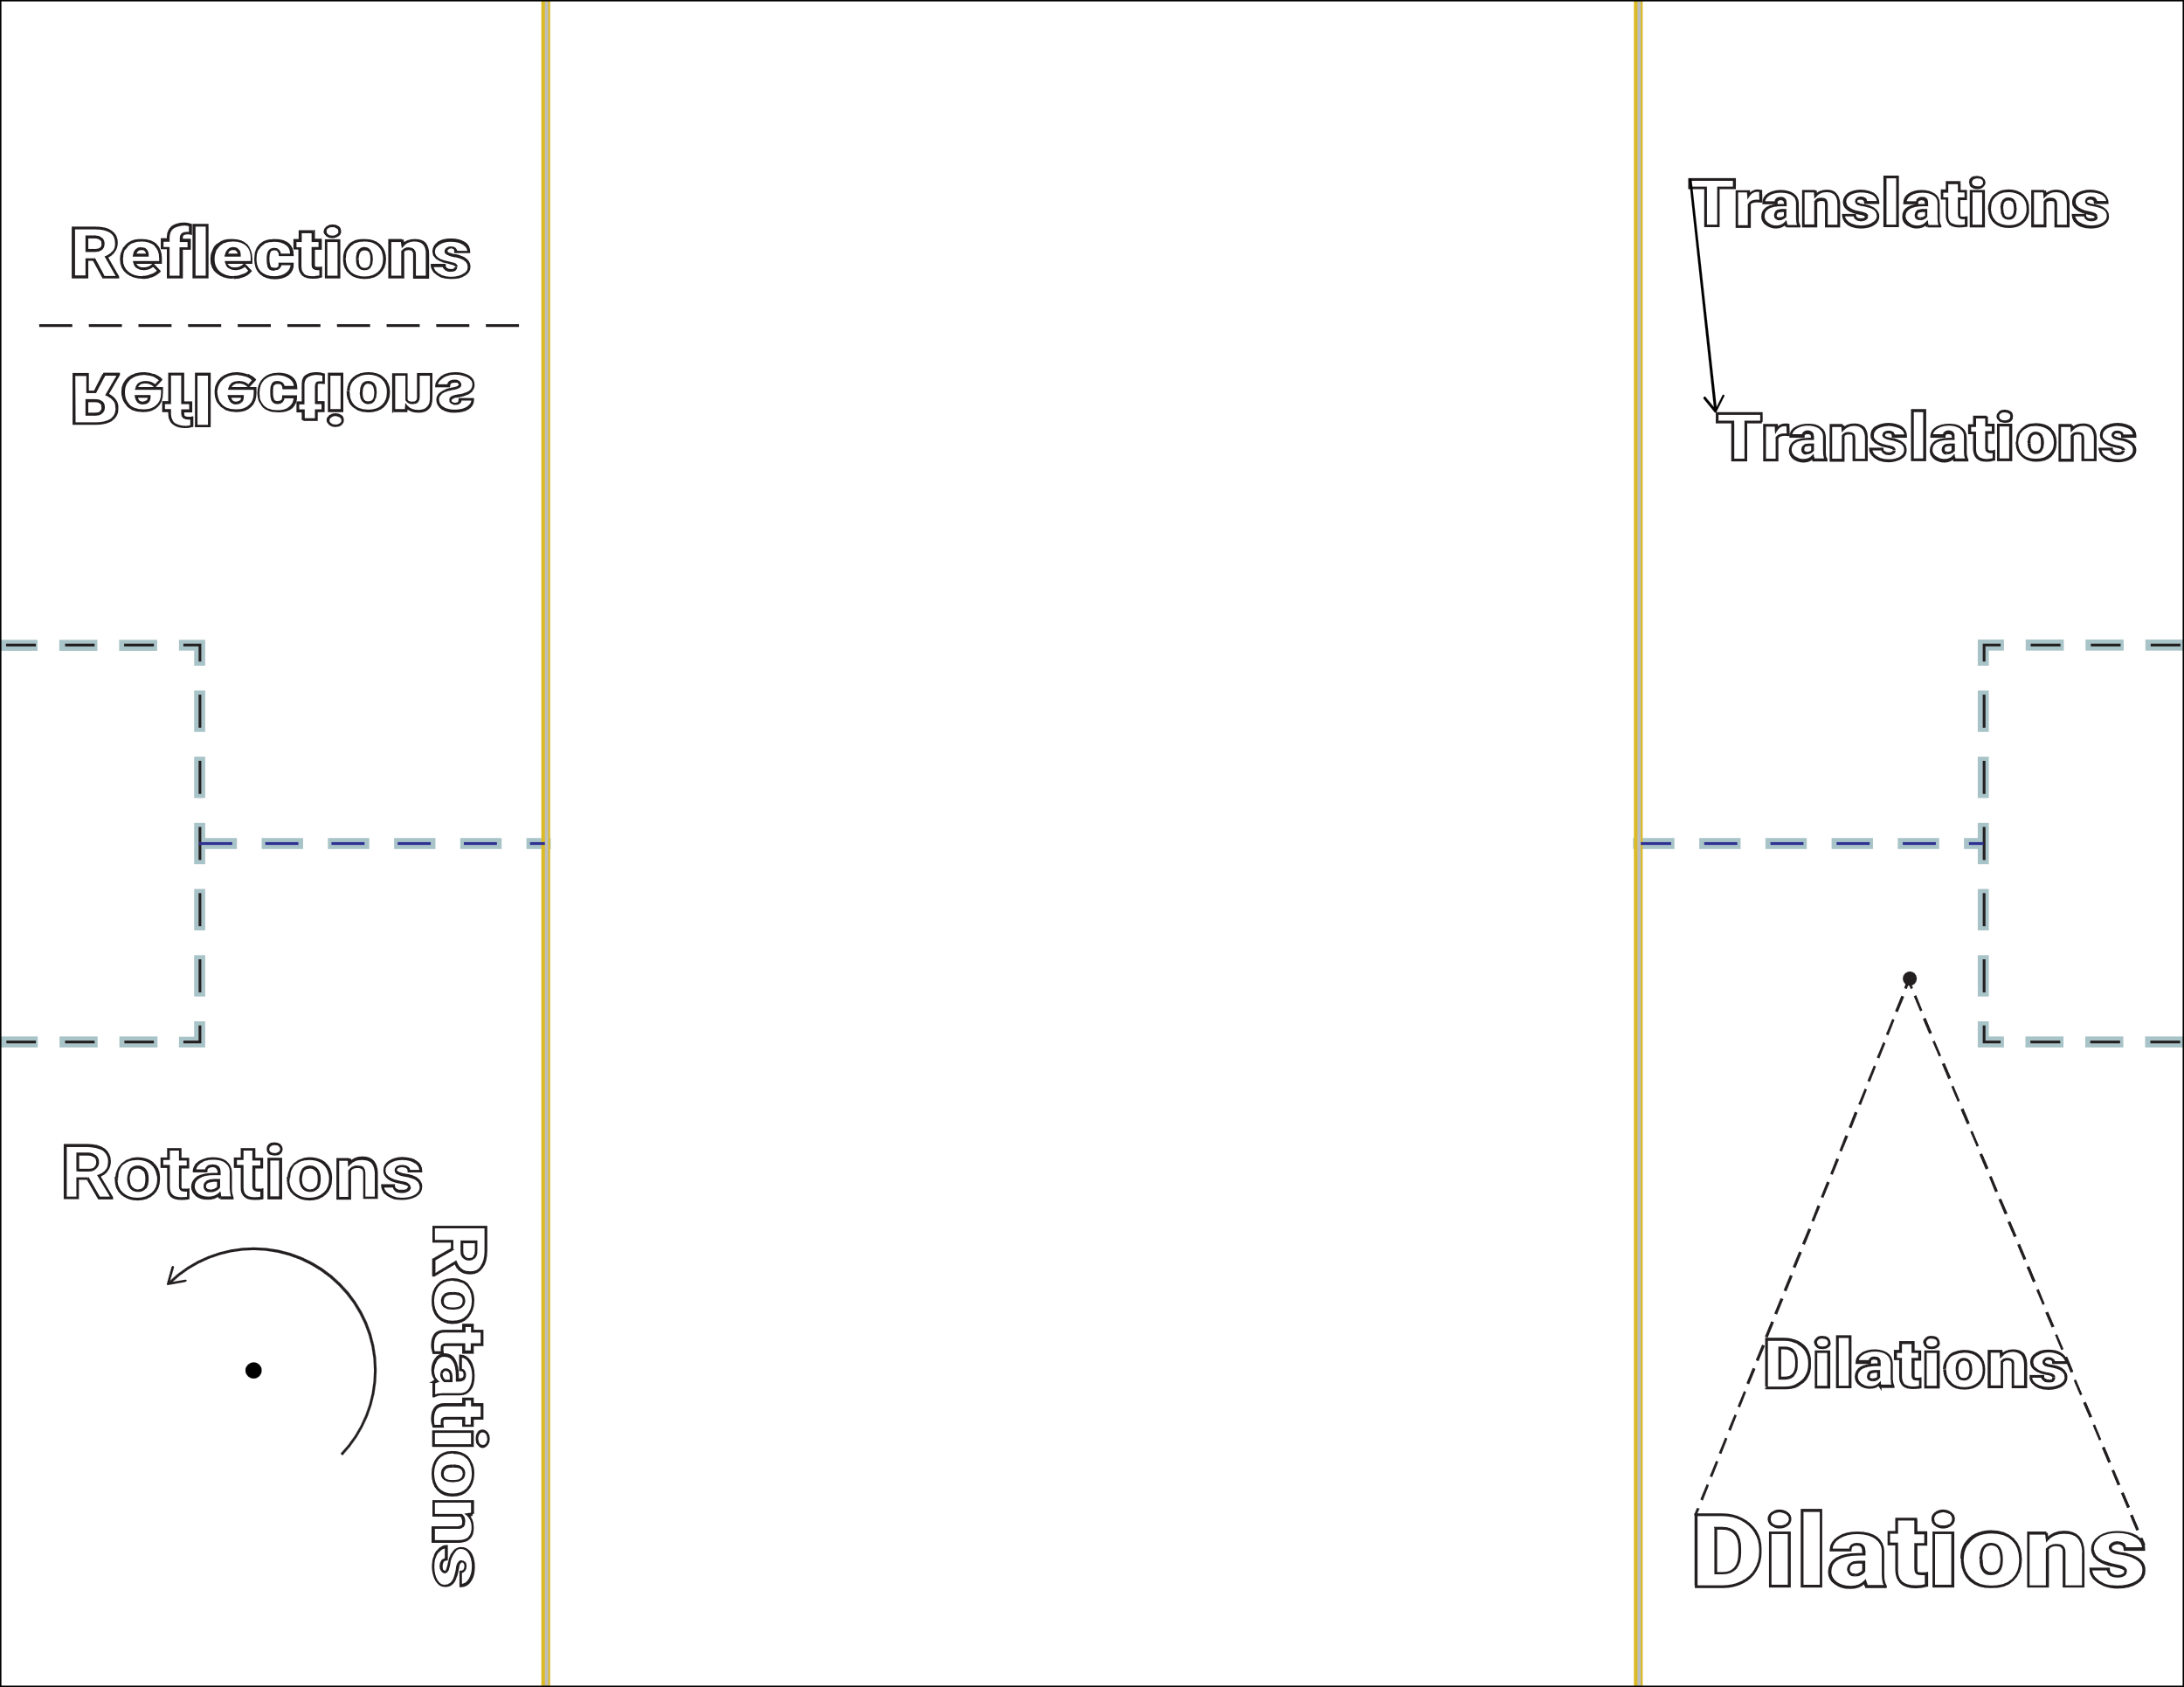 Reflections
Reflections
Translations
Translations
Rotations
Rotations
Dilations
Dilations